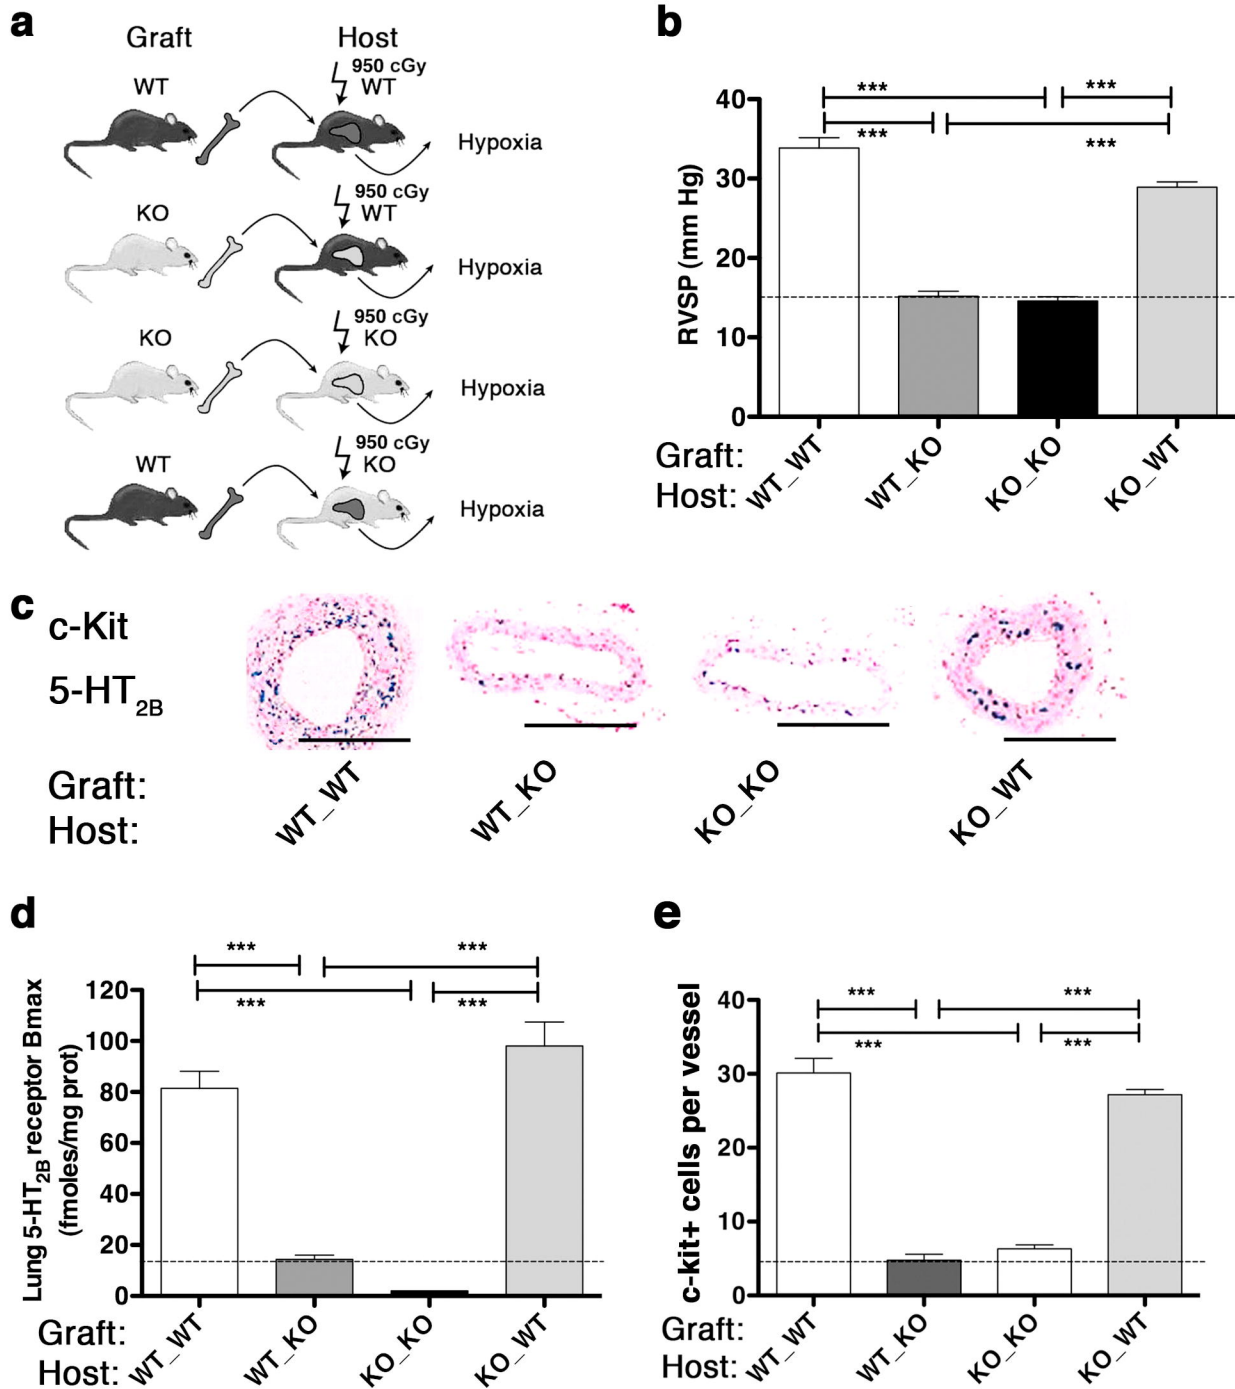 a
Graft Host
950 cGy
WT WT
Hypoxia
950 cGy
KO WT
Hypoxia
950 cGy
KO KO
Hypoxia
950 cGy
WT KO
Hypoxia
b
RVSP (mm Hg)
40
30
20
10
0
*** ***
*** ***
Graft:
Host:
WT_WT WT_KO KO_KO KO_WT
c
c-Kit
5-HT2B
Graft:
Host:
WT_WT WT_KO KO_KO KO_WT
d
Lung 5-HT2B receptor Bmax
(fmoles/mg prot)
120
100
80
60
40
20
0
*** ***
*** ***
Graft:
Host:
WT_WT WT_KO KO_KO KO_WT
e
c-kit+ cells per vessel
40
30
20
10
0
*** ***
*** ***
Graft:
Host:
WT_WT WT_KO KO_KO KO_WT